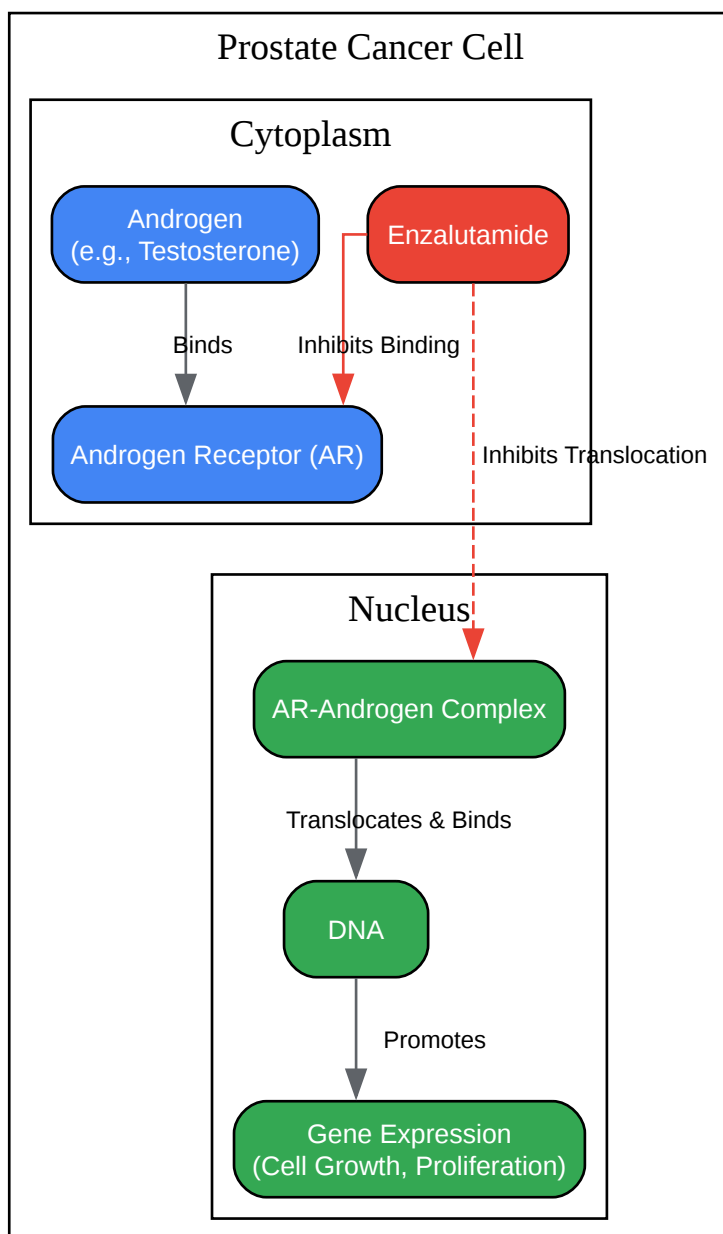 Prostate Cancer Cell
Cytoplasm
Androgen
(e.g., Testosterone)
Enzalutamide
Binds
Inhibits Binding
Androgen Receptor (AR)
Inhibits Translocation
Nucleus
AR-Androgen Complex
Translocates & Binds
DNA
Promotes
Gene Expression
(Cell Growth, Proliferation)